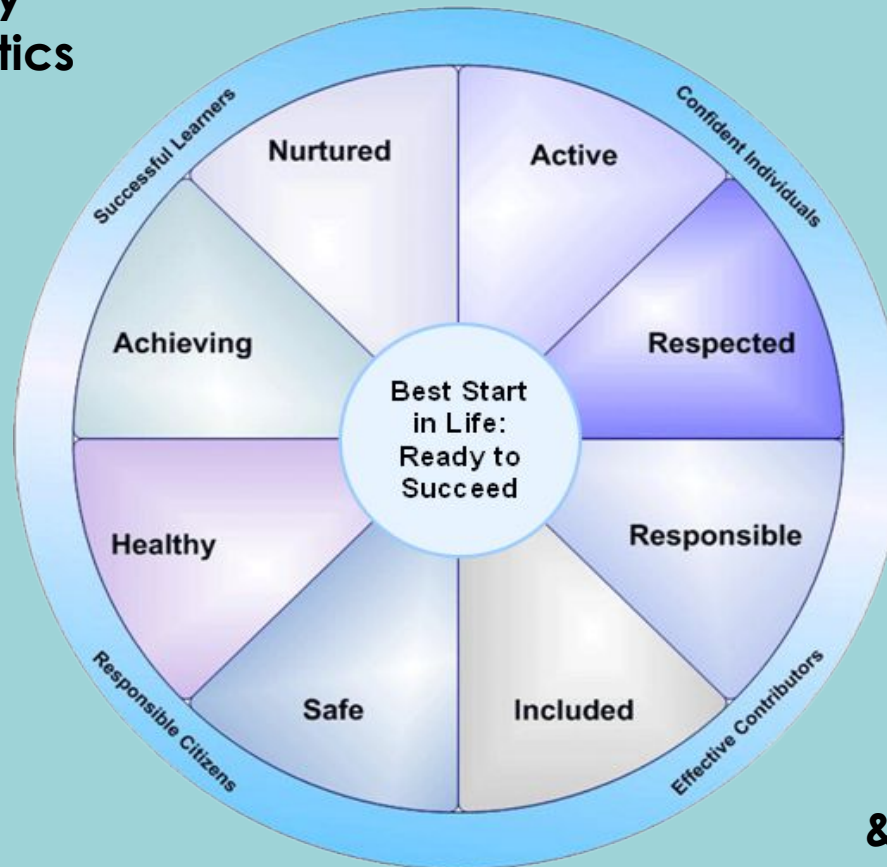 y
tics
Successful Learners
Confident Individuals
Nurtured
Active
Achieving
Respected
Best Start
in Life:
Ready to
Succeed
Healthy
Responsible
Safe
Included
Responsible Citizens
Effective Contributors
&